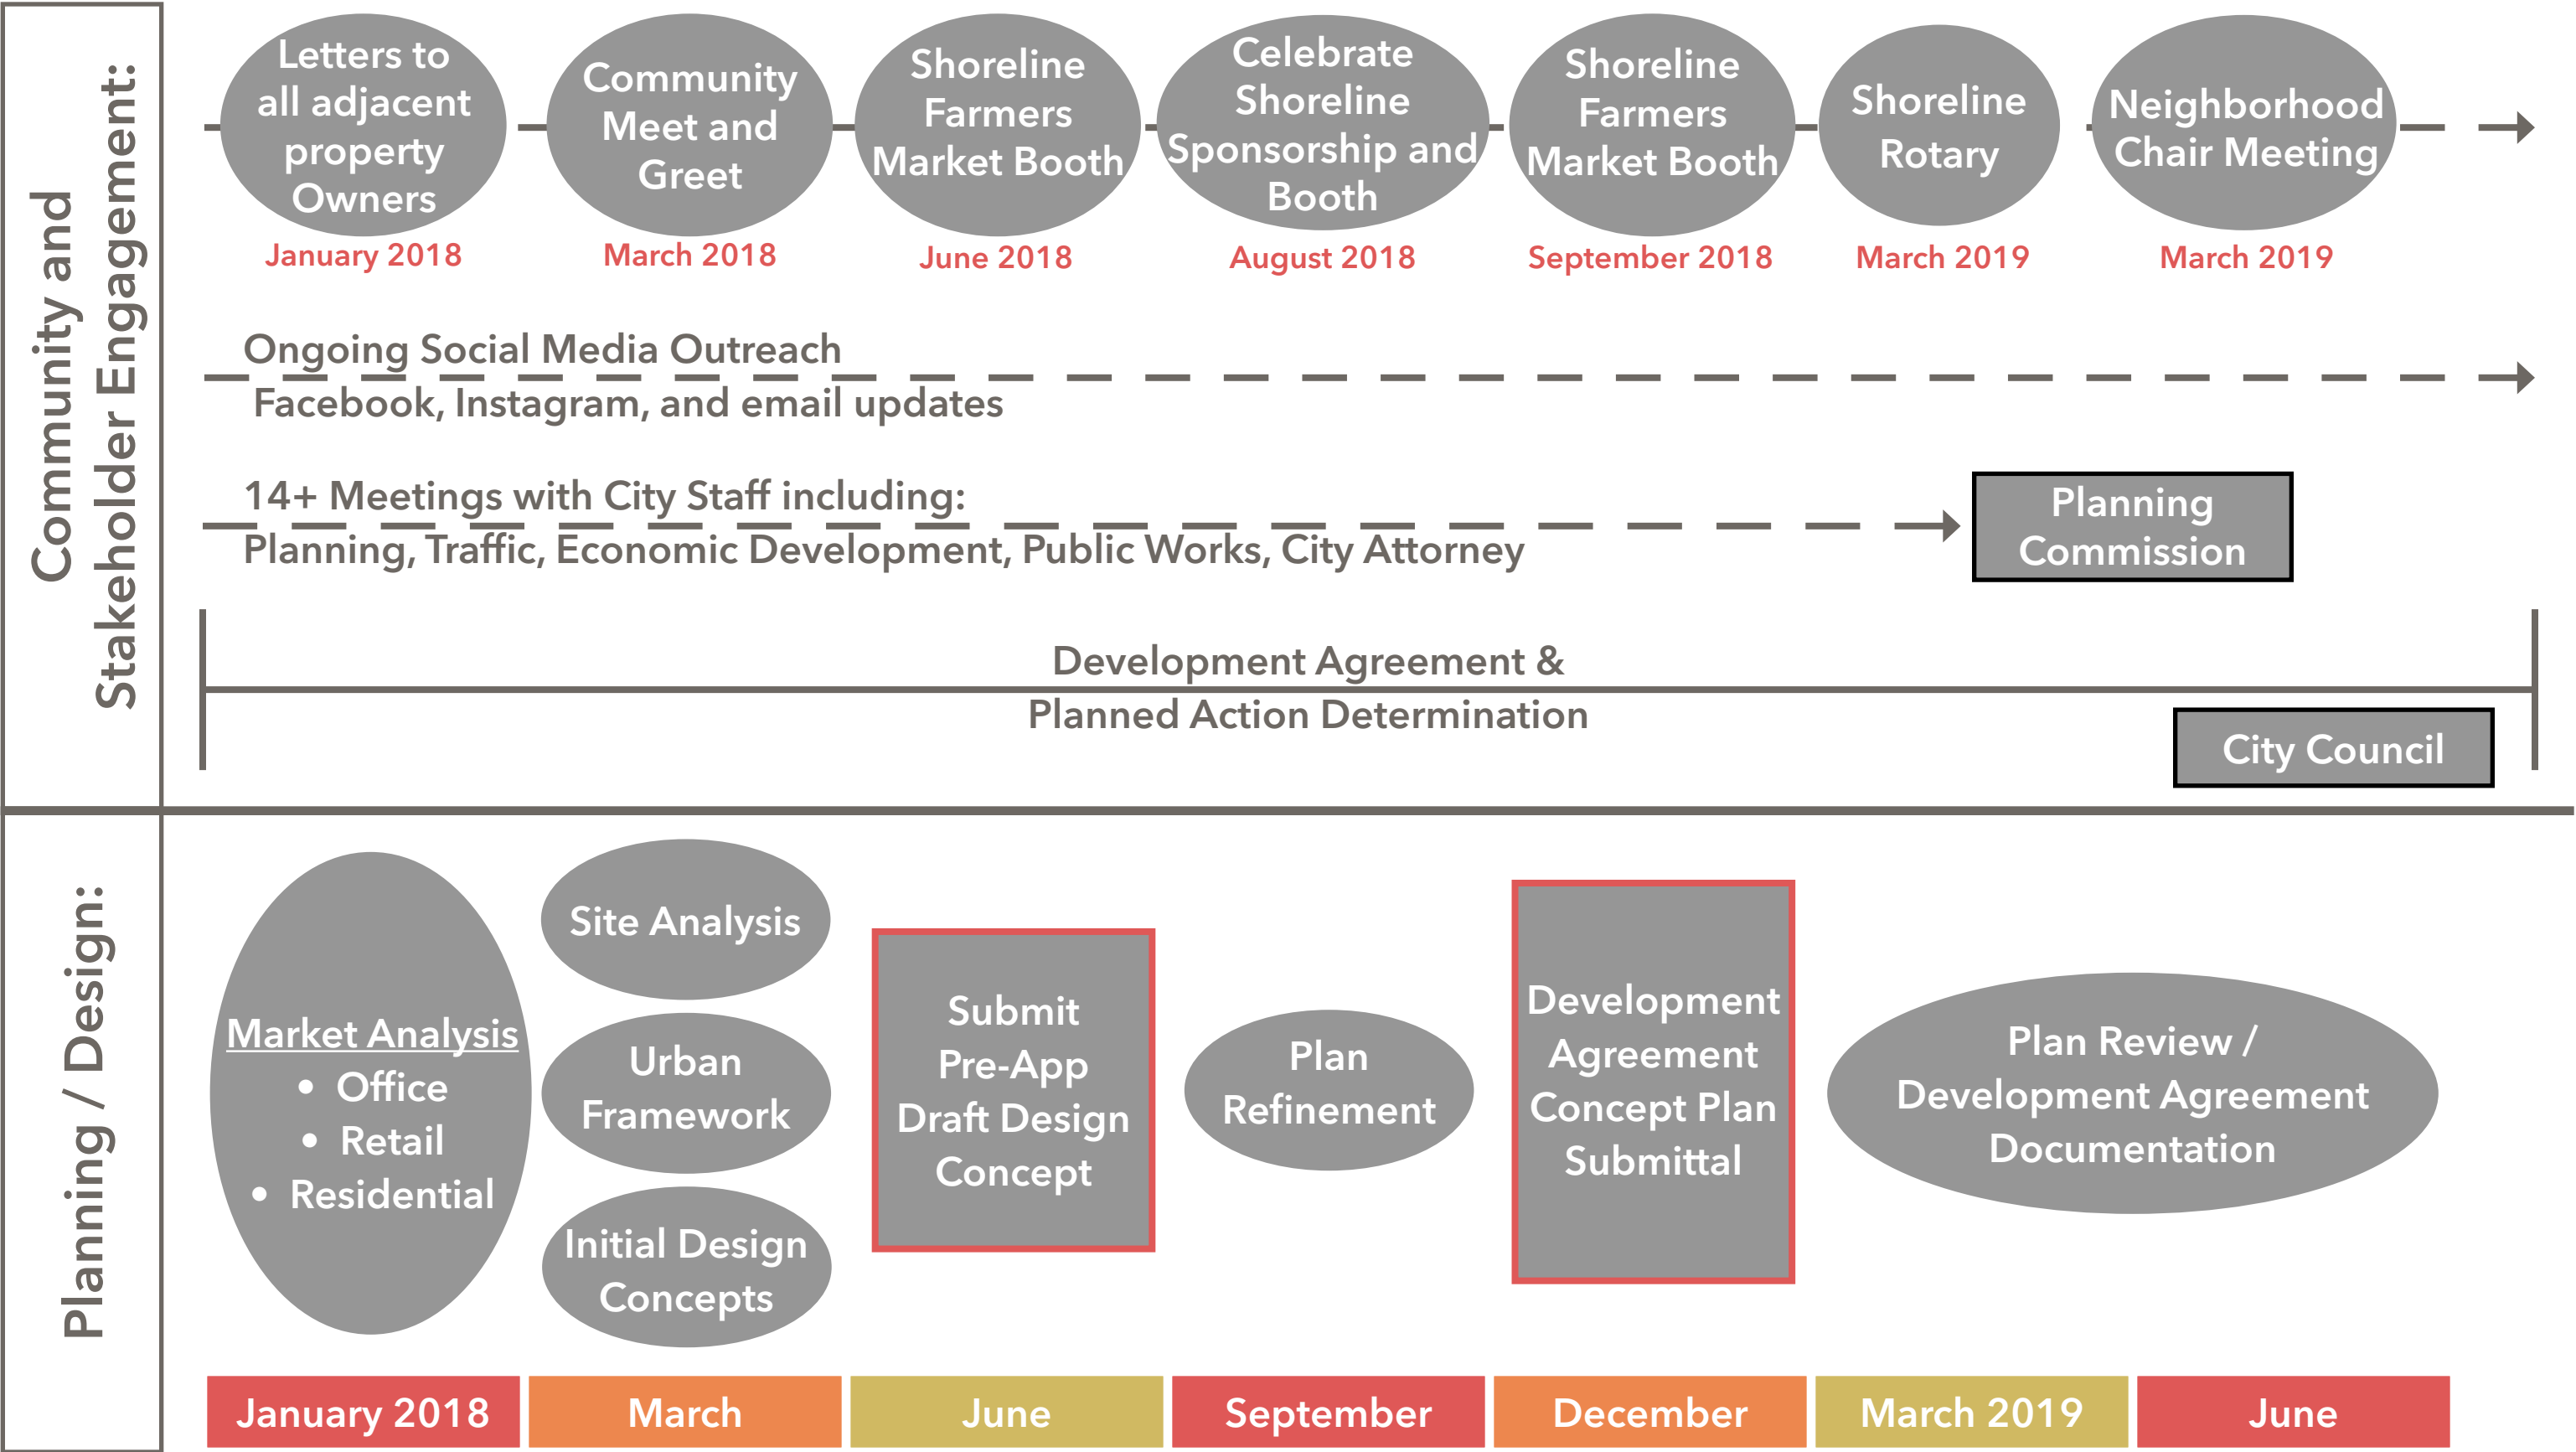 Community and
Stakeholder Engagement:
Letters to
all adjacent
property
Owners
January 2018
Community
Meet and
Greet
March 2018
Shoreline
Farmers
Market Booth
June 2018
Celebrate
Shoreline
Sponsorship and
Booth
August 2018
Shoreline
Farmers
Market Booth
September 2018
Shoreline
Rotary
March 2019
Neighborhood
Chair Meeting
March 2019
Ongoing Social Media Outreach
Facebook, Instagram, and email updates
14+ Meetings with City Staff including:
Planning, Traffic, Economic Development, Public Works, City Attorney
Planning
Commission
Development Agreement &
Planned Action Determination
City Council
Planning / Design:
Market Analysis
• Office
• Retail
• Residential
Site Analysis
Urban
Framework
Initial Design
Concepts
Submit
Pre-App
Draft Design
Concept
Plan
Refinement
Development
Agreement
Concept Plan
Submittal
Plan Review /
Development Agreement
Documentation
January 2018
March
June
September
December
March 2019
June